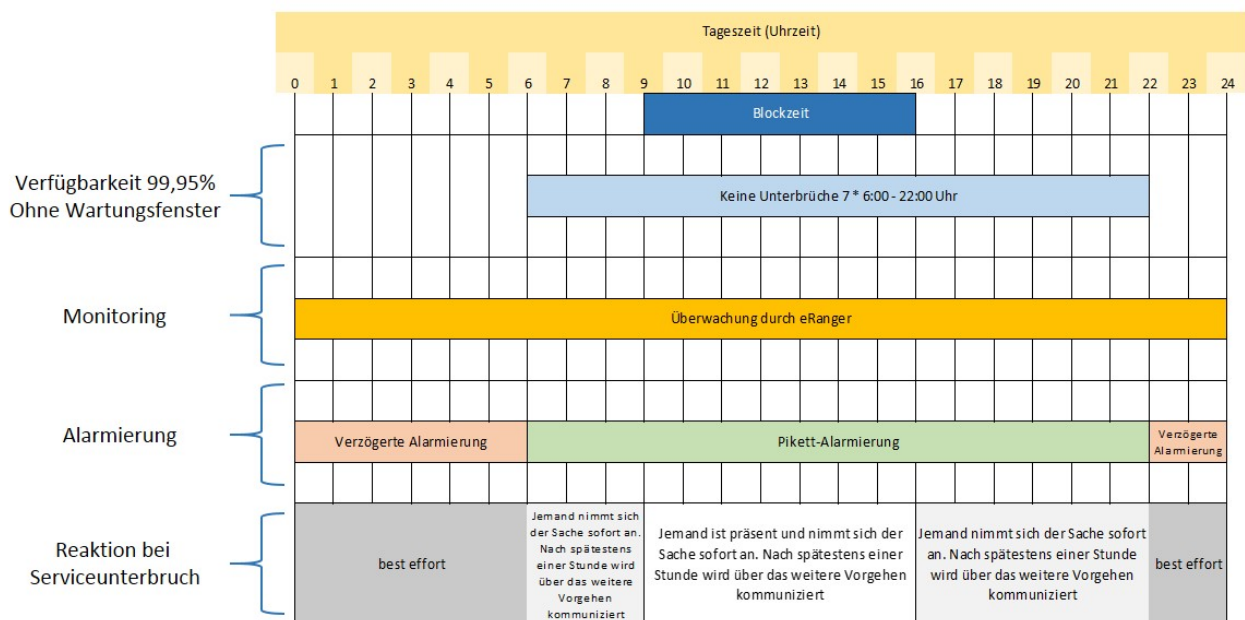 Tageszeit (Uhrzeit)
0 1 2 3 4 5 6 7 8 9 10 11 12 13 14 15 16 17 18 19 20 21 22 23 24
Blockzeit
Verfügbarkeit 99,95%
Ohne Wartungsfenster
Keine Unterbrüche 7 * 6:00 - 22:00 Uhr
Monitoring
Überwachung durch eRanger
Alarmierung
Verzögerte Alarmierung
Pikett-Alarmierung
Verzögerte
Alarmierung
Reaktion bei
Serviceunterbruch
best effort
Jemand nimmt sich
der Sache sofort an.
Nach spätestens
einer Stunde wird
über das weitere
Vorgehen
kommuniziert
Jemand ist präsent und nimmt sich der
Sache sofort an. Nach spätestens einer
Stunde wird über das weitere Vorgehen
kommuniziert
Jemand nimmt sich der Sache sofort
an. Nach spätestens einer Stunde
wird über das weitere Vorgehen
kommuniziert
best effort